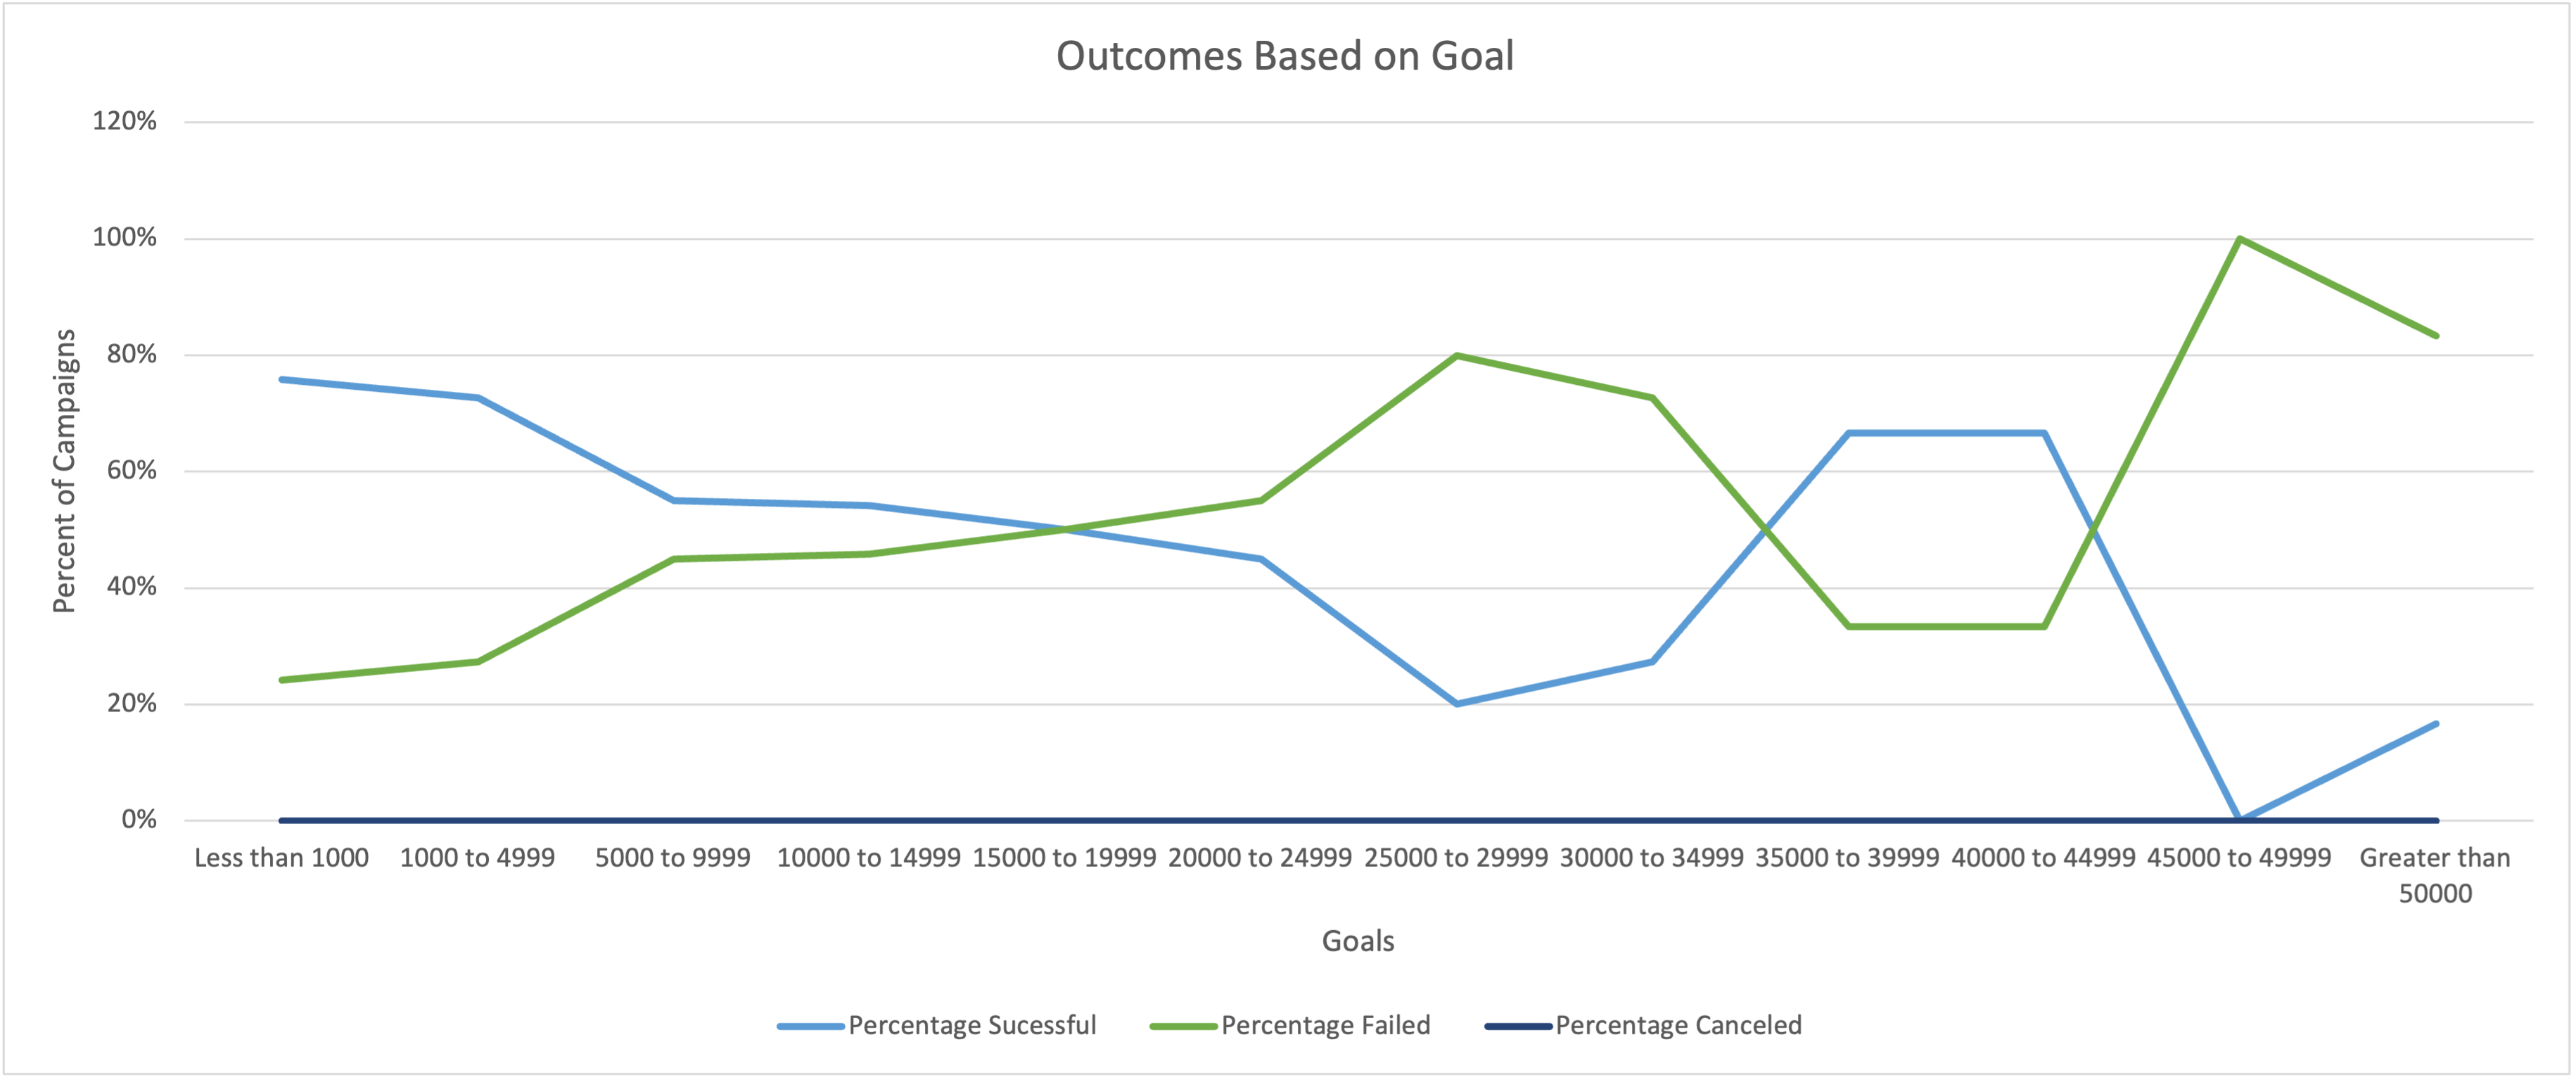 Outcomes Based on Goal
120%
100%
80%
60%
40%
20%
0%
Percent of Campaigns
Less than 1000 1000 to 4999 5000 to 9999 10000 to 14999 15000 to 19999 20000 to 24999 25000 to 29999 30000 to 34999 35000 to 39999 40000 to 44999 45000 to 49999 Greater than
50000
Goals
Percentage Sucessful Percentage Failed Percentage Canceled